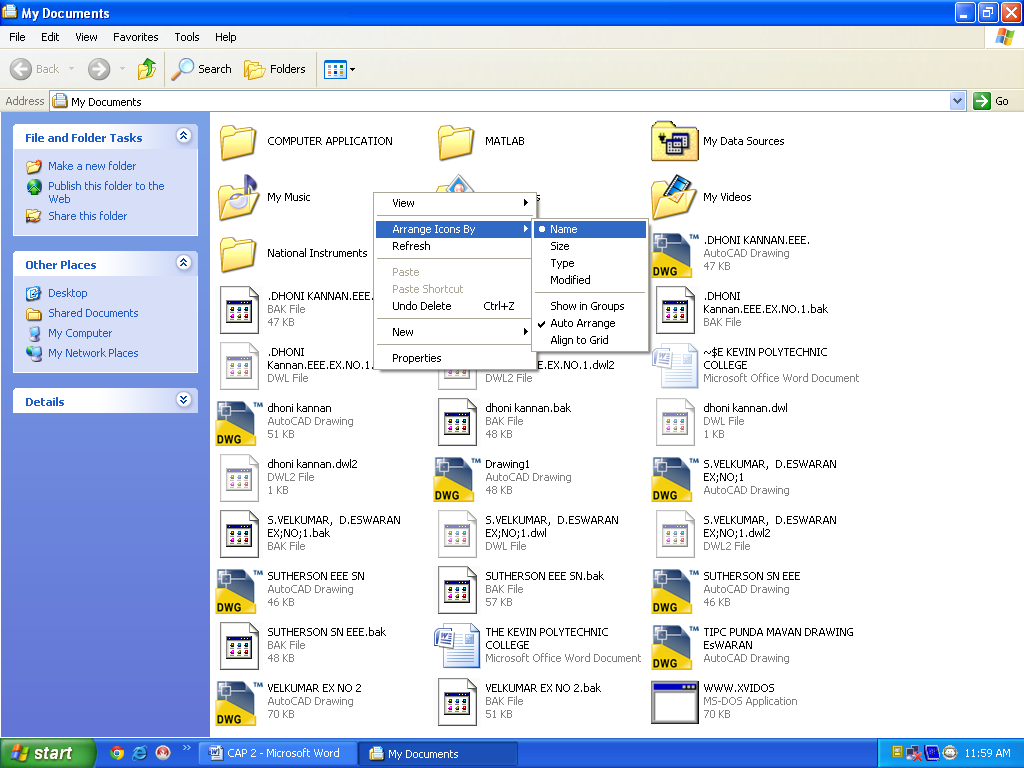 My Documents
File Edit View Favorites Tools Help
Back Search Folders
Address My Documents Go
File and Folder Tasks
Make a new folder
Publish this folder to the
Web
Share this folder
Other Places
Desktop
Shared Documents
My Computer
My Network Places
Details
COMPUTER APPLICATION
MATLAB
My Data Sources
My Music
My Videos
National Instruments
.DHONI KANNAN.EEE.
AutoCAD Drawing
47 KB
.DHONI KANNAN.EEE.
BAK File
47 KB
.DHONI
Kannan.EEE.EX.NO.1.bak
BAK File
.DHONI
Kannan.EEE.EX.NO.1.
DWL File
.EX.NO.1.dwl2
DWL2 File
~$E KEVIN POLYTECHNIC
COLLEGE
Microsoft Office Word Document
View
Arrange Icons By
Refresh
Paste
Paste Shortcut
Undo Delete Ctrl+Z
New
Properties
Name
Size
Type
Modified
Show in Groups
Auto Arrange
Align to Grid
dhoni kannan
AutoCAD Drawing
51 KB
DWG
dhoni kannan.bak
BAK File
48 KB
dhoni kannan.dwl
DWL File
1 KB
dhoni kannan.dwl2
DWL2 File
1 KB
Drawing1
AutoCAD Drawing
48 KB
DWG
S.VELKUMAR, D.ESWARAN
EX;NO;1
AutoCAD Drawing
DWG
S.VELKUMAR, D.ESWARAN
EX;NO;1.bak
BAK File
S.VELKUMAR, D.ESWARAN
EX;NO;1.dwl
DWL File
S.VELKUMAR, D.ESWARAN
EX;NO;1.dwl2
DWL2 File
SUTHERSON EEE SN
AutoCAD Drawing
46 KB
DWG
SUTHERSON EEE SN.bak
BAK File
57 KB
SUTHERSON SN EEE
AutoCAD Drawing
46 KB
DWG
SUTHERSON SN EEE.bak
BAK File
48 KB
THE KEVIN POLYTECHNIC
COLLEGE
Microsoft Office Word Document
TIPC PUNDA MAVAN DRAWING
EsWARAN
AutoCAD Drawing
DWG
VELKUMAR EX NO 2
AutoCAD Drawing
70 KB
DWG
VELKUMAR EX NO 2.bak
BAK File
51 KB
WWW.XVIDOS
MS-DOS Application
70 KB
start
CAP 2 - Microsoft Word
My Documents
11:59 AM